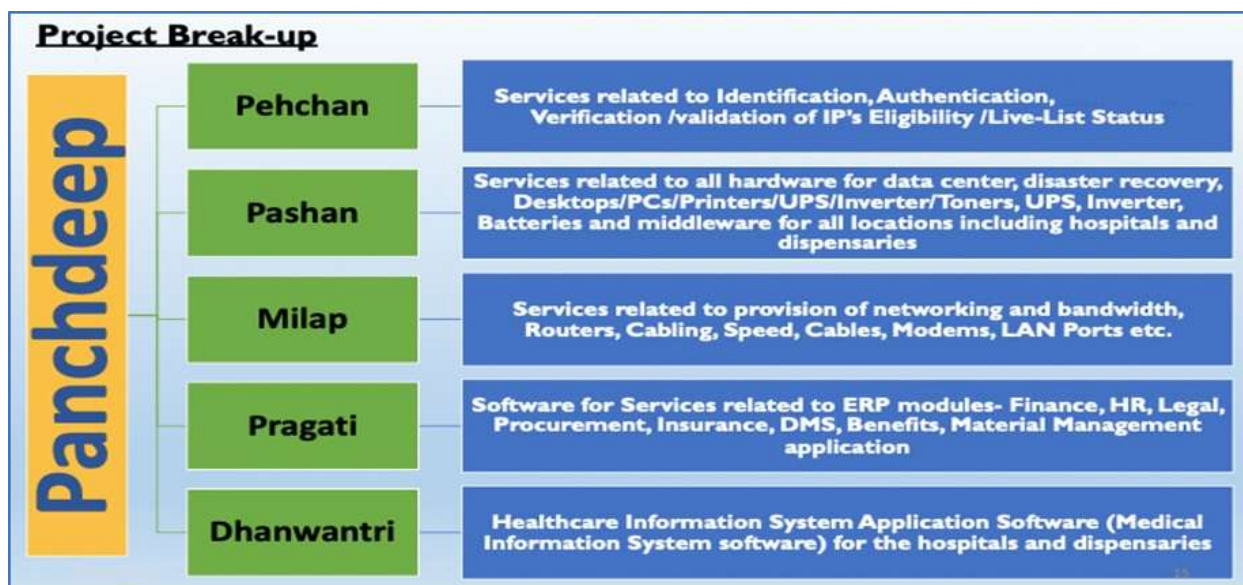 Project Break-up
Panchdeep
Pehchan
Services related to Identification, Authentication,
Verification /validation of IP's Eligibility /Live-List Status
Pashan
Services related to all hardware for data center, disaster recovery,
Desktops/PCs/Printers/UPS/Inverter/Toners, UPS, Inverter,
Batteries and middleware for all locations including hospitals and
dispensaries
Milap
Services related to provision of networking and bandwidth,
Routers, Cabling, Speed, Cables, Modems, LAN Ports etc.
Pragati
Software for Services related to ERP modules- Finance, HR, Legal,
Procurement, Insurance, DMS, Benefits, Material Management
application
Dhanwantri
Healthcare Information System Application Software (Medical
Information System software) for the hospitals and dispensaries
15